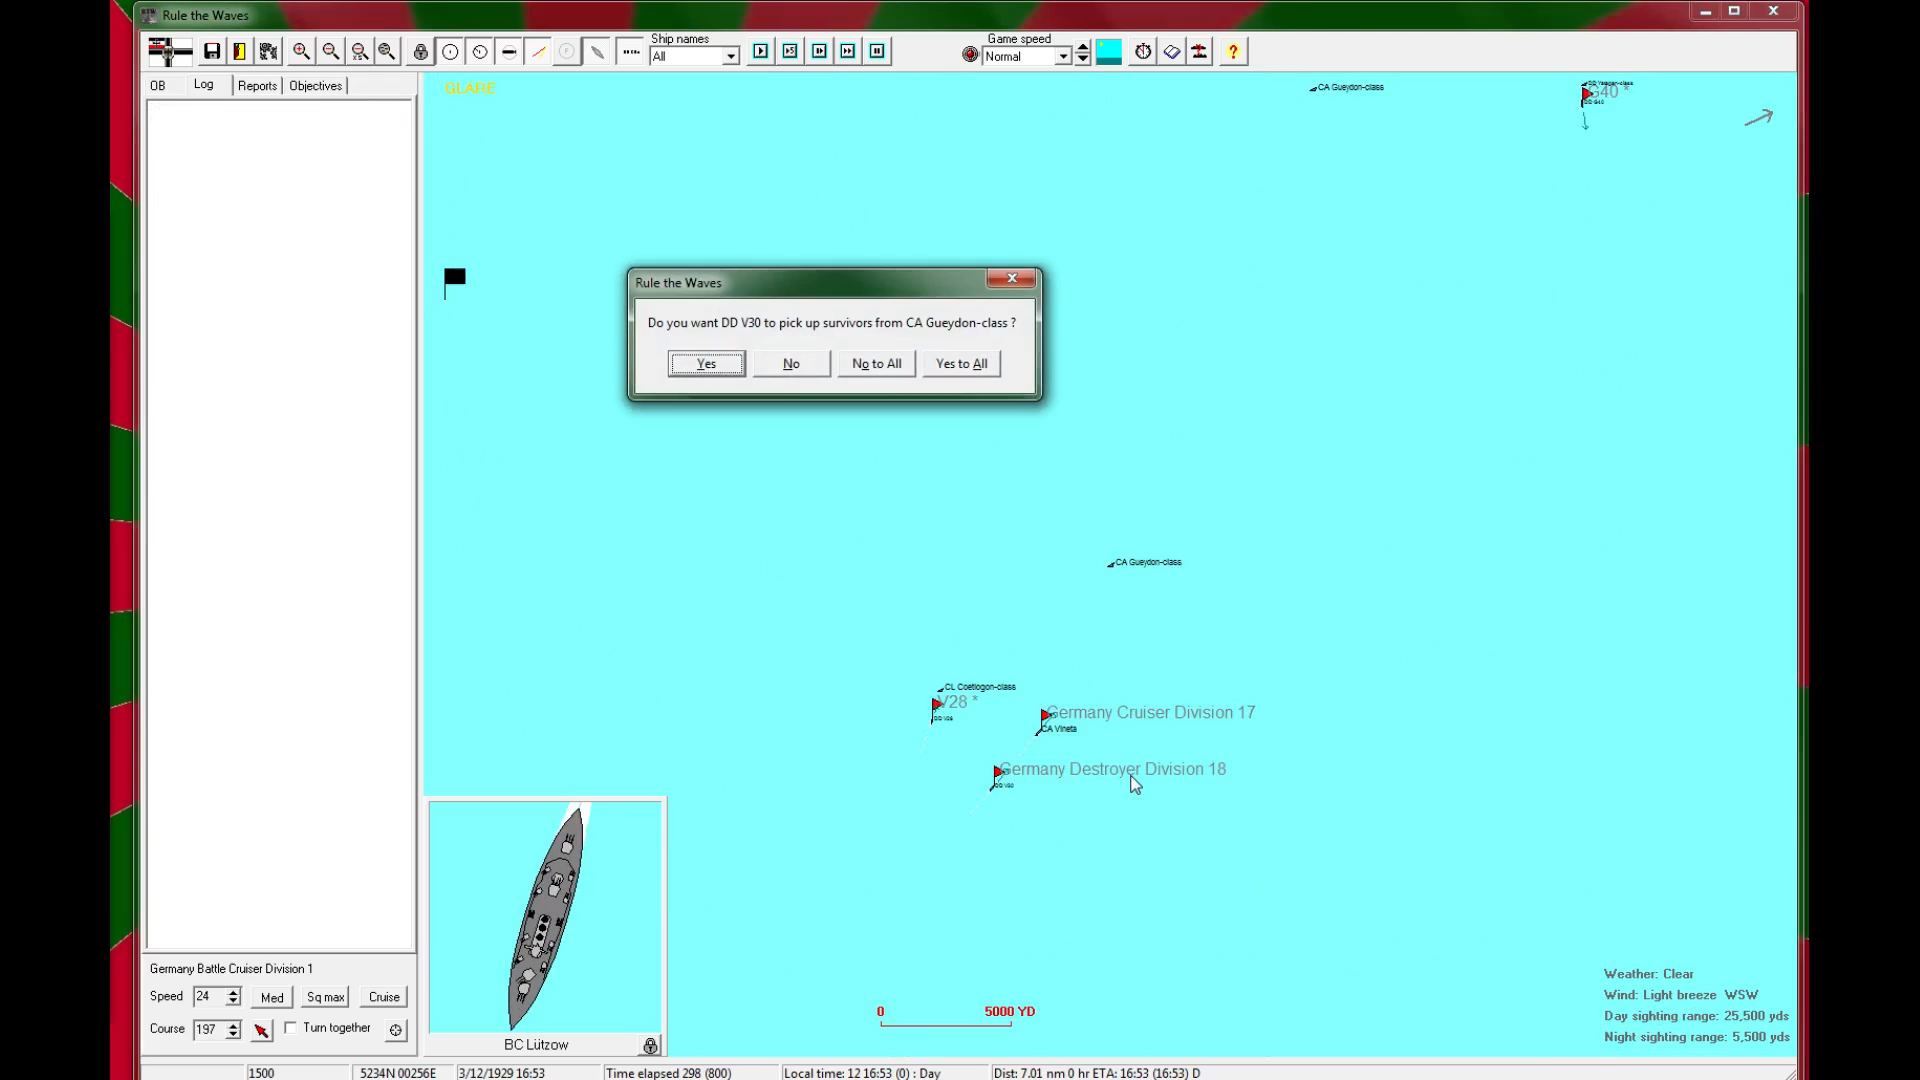 Rule the Waves
Ship names
All
Game speed
Normal
?
OB
Log
Reports
Objectives
GLARE
CA Gueydon-class
G40 *
DD G40
Rule the Waves
Do you want DD V30 to pick up survivors from CA Gueydon-class ?
Yes
No
No to All
Yes to All
CA Gueydon-class
CL Coetlogon-class
V28 *
DD V28
Germany Cruiser Division 17
CA Vineta
Germany Destroyer Division 18
Germany Battle Cruiser Division 1
Speed 24 Med Sq max Cruise
Course 197 Turn together
BC Lützow
0 5000 YD
Weather: Clear
Wind: Light breeze WSW
Day sighting range: 25,500 yds
Night sighting range: 5,500 yds
1500 5234N 00256E 3/12/1929 16:53 Time elapsed 298 (800) Local time: 12 16:53 (0) : Day Dist: 7.01 nm 0 hr ETA: 16:53 (16:53) D